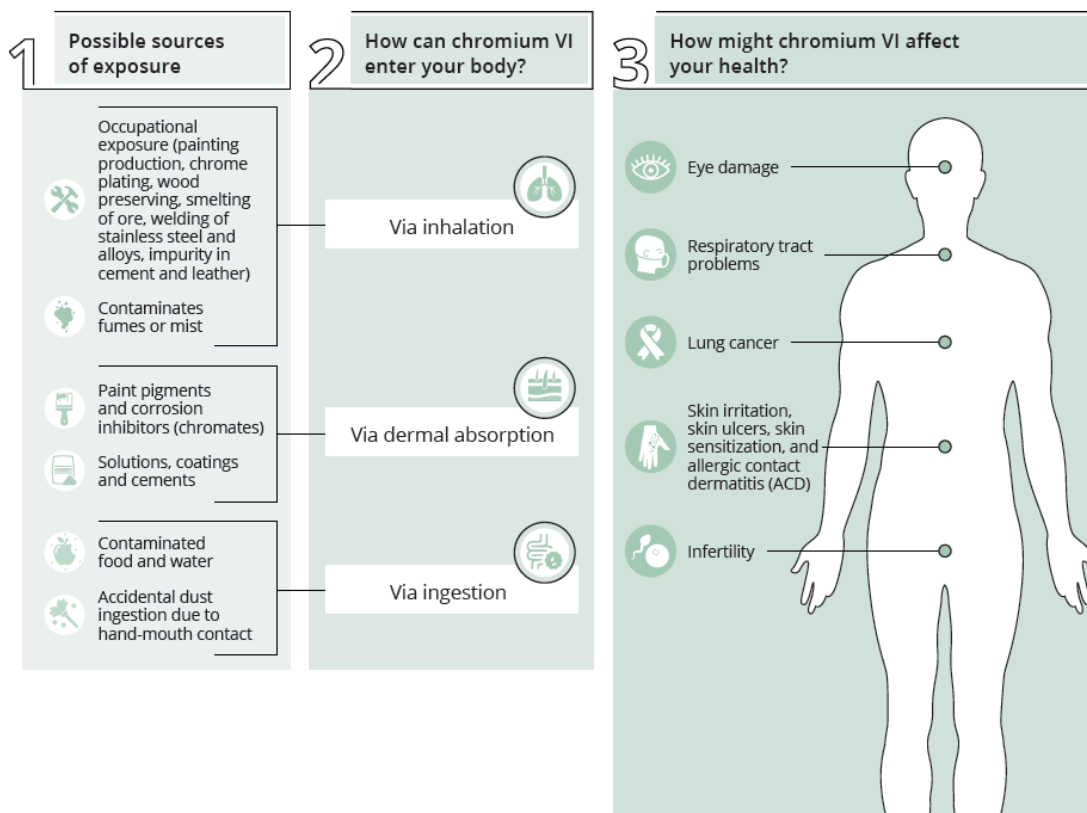 1
Possible sources
of exposure
Occupational
exposure (painting
production, chrome
plating, wood
preserving, smelting
of ore, welding of
stainless steel and
alloys, impurity in
cement and leather)
Contaminates
fumes or mist
Paint pigments
and corrosion
inhibitors (chromates)
Solutions, coatings
and cements
Contaminated
food and water
Accidental dust
ingestion due to
hand-mouth contact
2
How can chromium VI
enter your body?
Via inhalation
Via dermal absorption
Via ingestion
3
How might chromium VI affect
your health?
Eye damage
Respiratory tract
problems
Lung cancer
Skin irritation,
skin ulcers, skin
sensitization, and
allergic contact
dermatitis (ACD)
Infertility